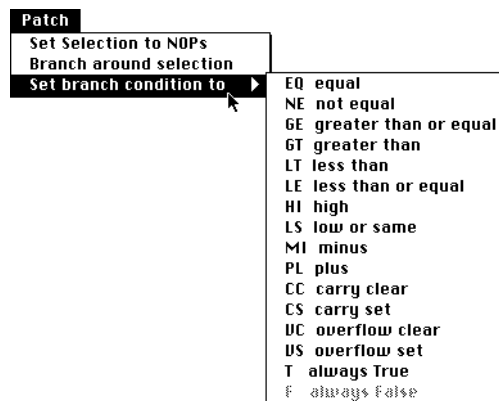 Patch
Set Selection to NOPs
Branch around selection
Set branch condition to
EQ equal
NE not equal
GE greater than or equal
GT greater than
LT less than
LE less than or equal
HI high
LS low or same
MI minus
PL plus
CC carry clear
CS carry set
VC overflow clear
VS overflow set
T always True
F always False